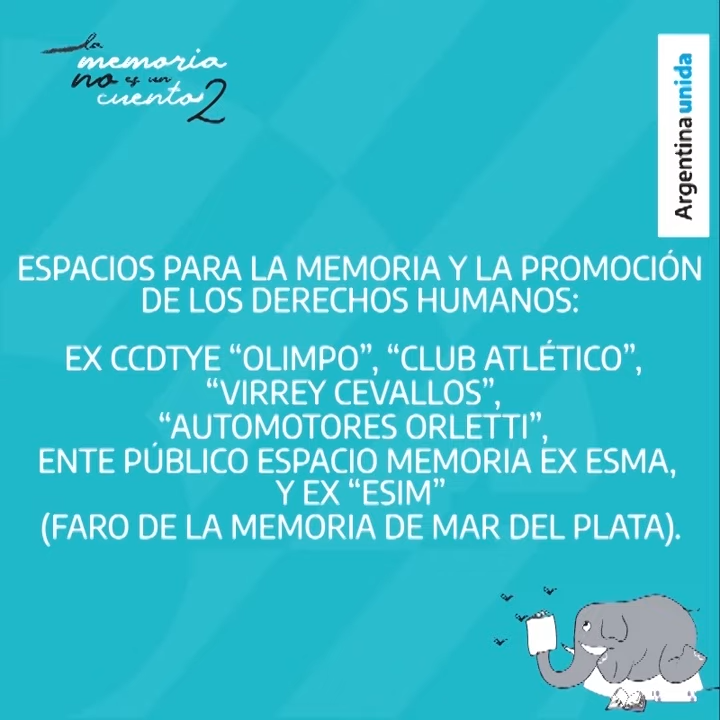 la
memoria
no es un
cuento 2
Argentina unida
ESPACIOS PARA LA MEMORIA Y LA PROMOCIÓN
DE LOS DERECHOS HUMANOS:
EX CCDTYE “OLIMPO”, “CLUB ATLÉTICO”,
“VIRREY CEVALLOS”,
“AUTOMOTORES ORLETTI”,
ENTE PÚBLICO ESPACIO MEMORIA EX ESMA,
Y EX “ESIM”
(FARO DE LA MEMORIA DE MAR DEL PLATA).